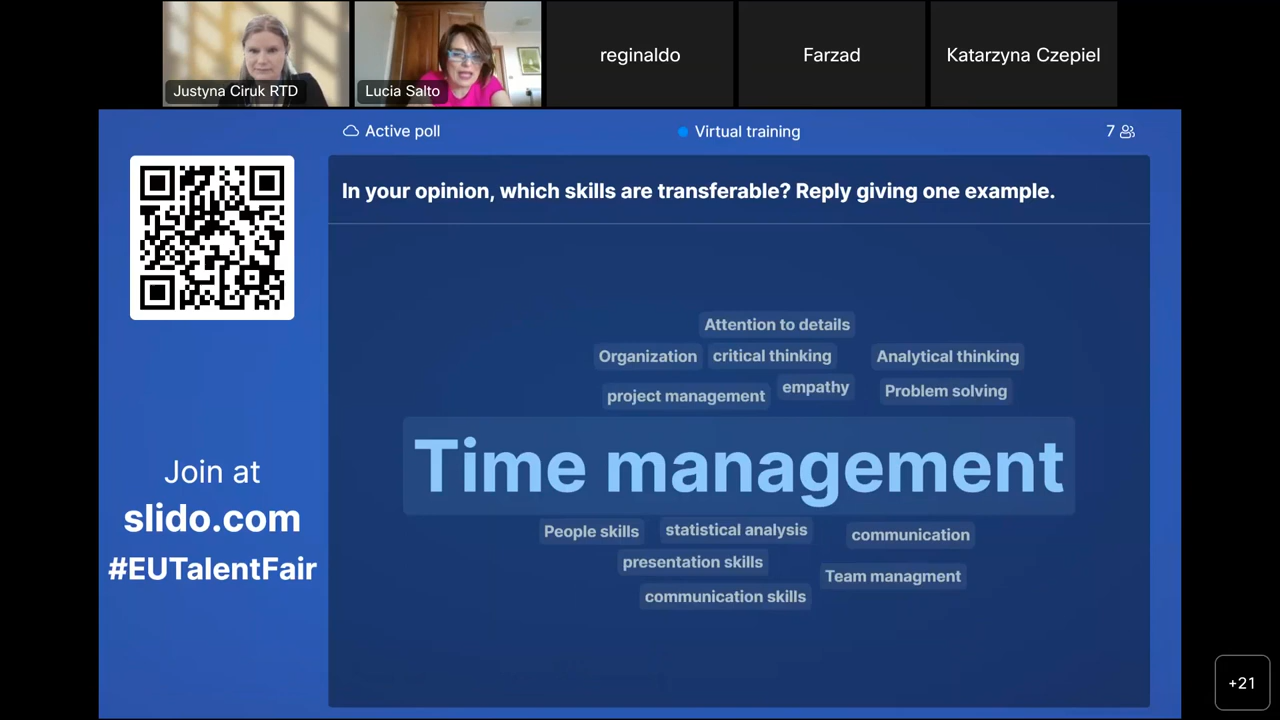 Justyna Ciruk RTD
Lucia Salto
reginaldo
Farzad
Katarzyna Czepiel
Active poll
Virtual training
7
In your opinion, which skills are transferable? Reply giving one example.
Attention to details
Organization
critical thinking
Analytical thinking
project management
empathy
Problem solving
Time management
People skills
statistical analysis
communication
presentation skills
Team managment
communication skills
Join at
slido.com
#EUTalentFair
+21